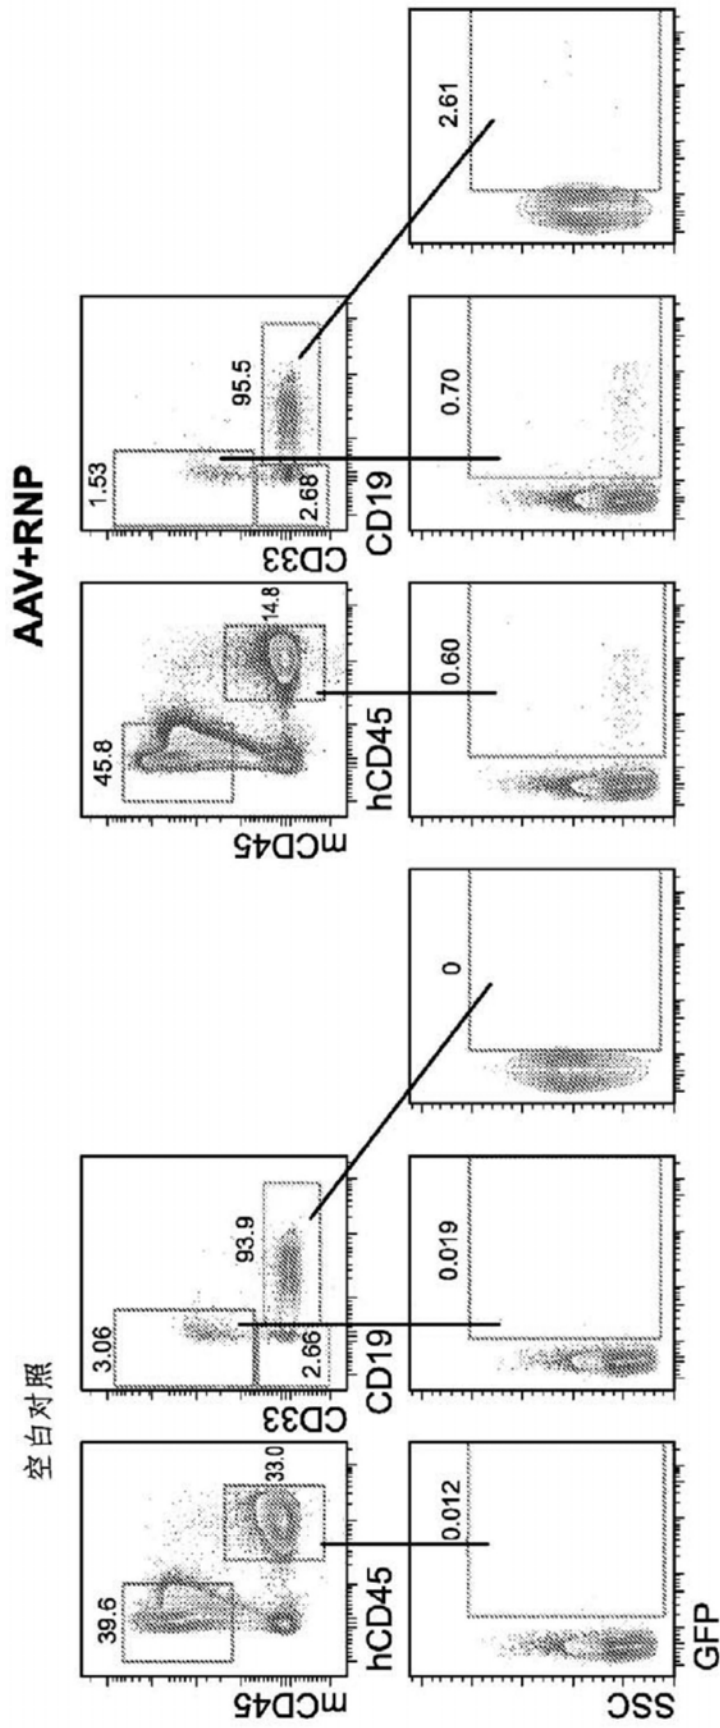 空白对照
AAV+RNP
39.6
33.0
mCD45
hCD45
3.06
93.9
2.66
CD33
CD19
45.8
14.8
mCD45
hCD45
1.53
95.5
2.68
CD33
CD19
0.012
0.019
0
0.60
0.70
2.61
SSC
GFP